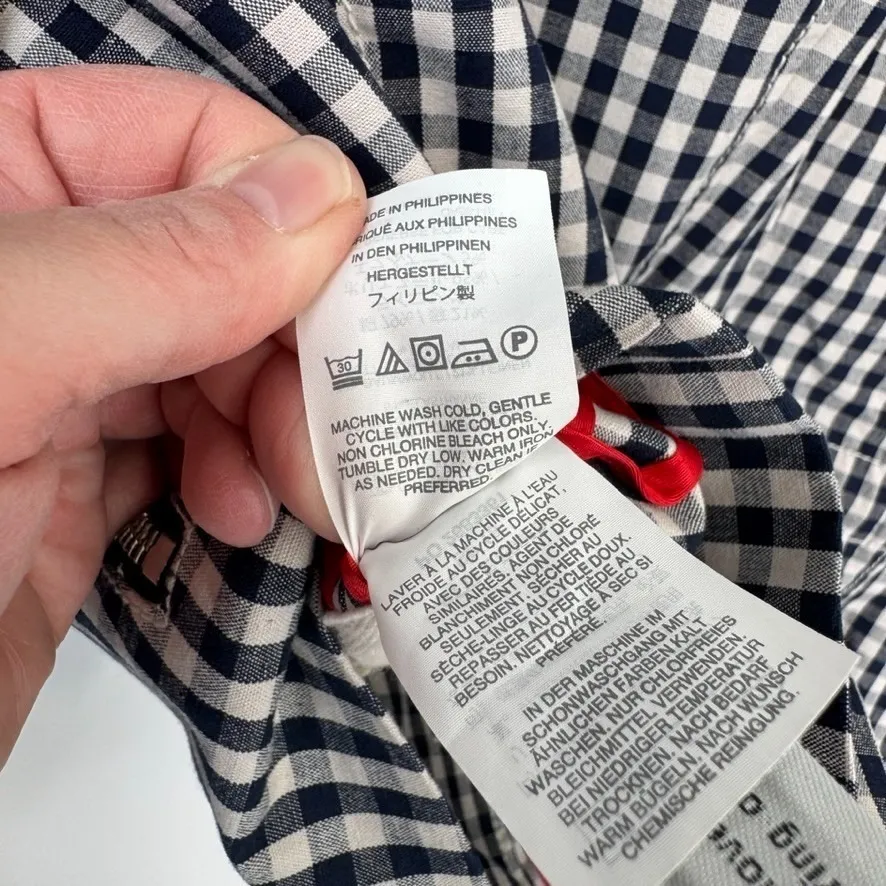 MADE IN PHILIPPINES
FABRIQUÉ AUX PHILIPPINES
IN DEN PHILIPPINEN
HERGESTELLT
フィリピン製
30
P
MACHINE WASH COLD, GENTLE
CYCLE WITH LIKE COLORS.
NON CHLORINE BLEACH ONLY.
TUMBLE DRY LOW. WARM IRON
AS NEEDED. DRY CLEAN IF
PREFERRED.
LAVER À LA MACHINE À L'EAU
FROIDE AU CYCLE DÉLICAT,
AVEC DES COULEURS
SIMILAIRES. AGENT DE
BLANCHIMENT NON CHLORÉ
SEULEMENT. SÉCHER AU
SÈCHE-LINGE AU CYCLE DOUX.
REPASSER AU FER TIÈDE AU
BESOIN. NETTOYAGE À SEC SI
PRÉFÉRÉ.
IN DER MASCHINE IM
SCHONWASCHGANG MIT
ÄHNLICHEN FARBEN KALT
WASCHEN. NUR CHLORFREIES
BLEICHMITTEL VERWENDEN.
BEI NIEDRIGER TEMPERATUR
TROCKNEN. NACH BEDARF
WARM BÜGELN. NACH WUNSCH
CHEMISCHE REINIGUNG.